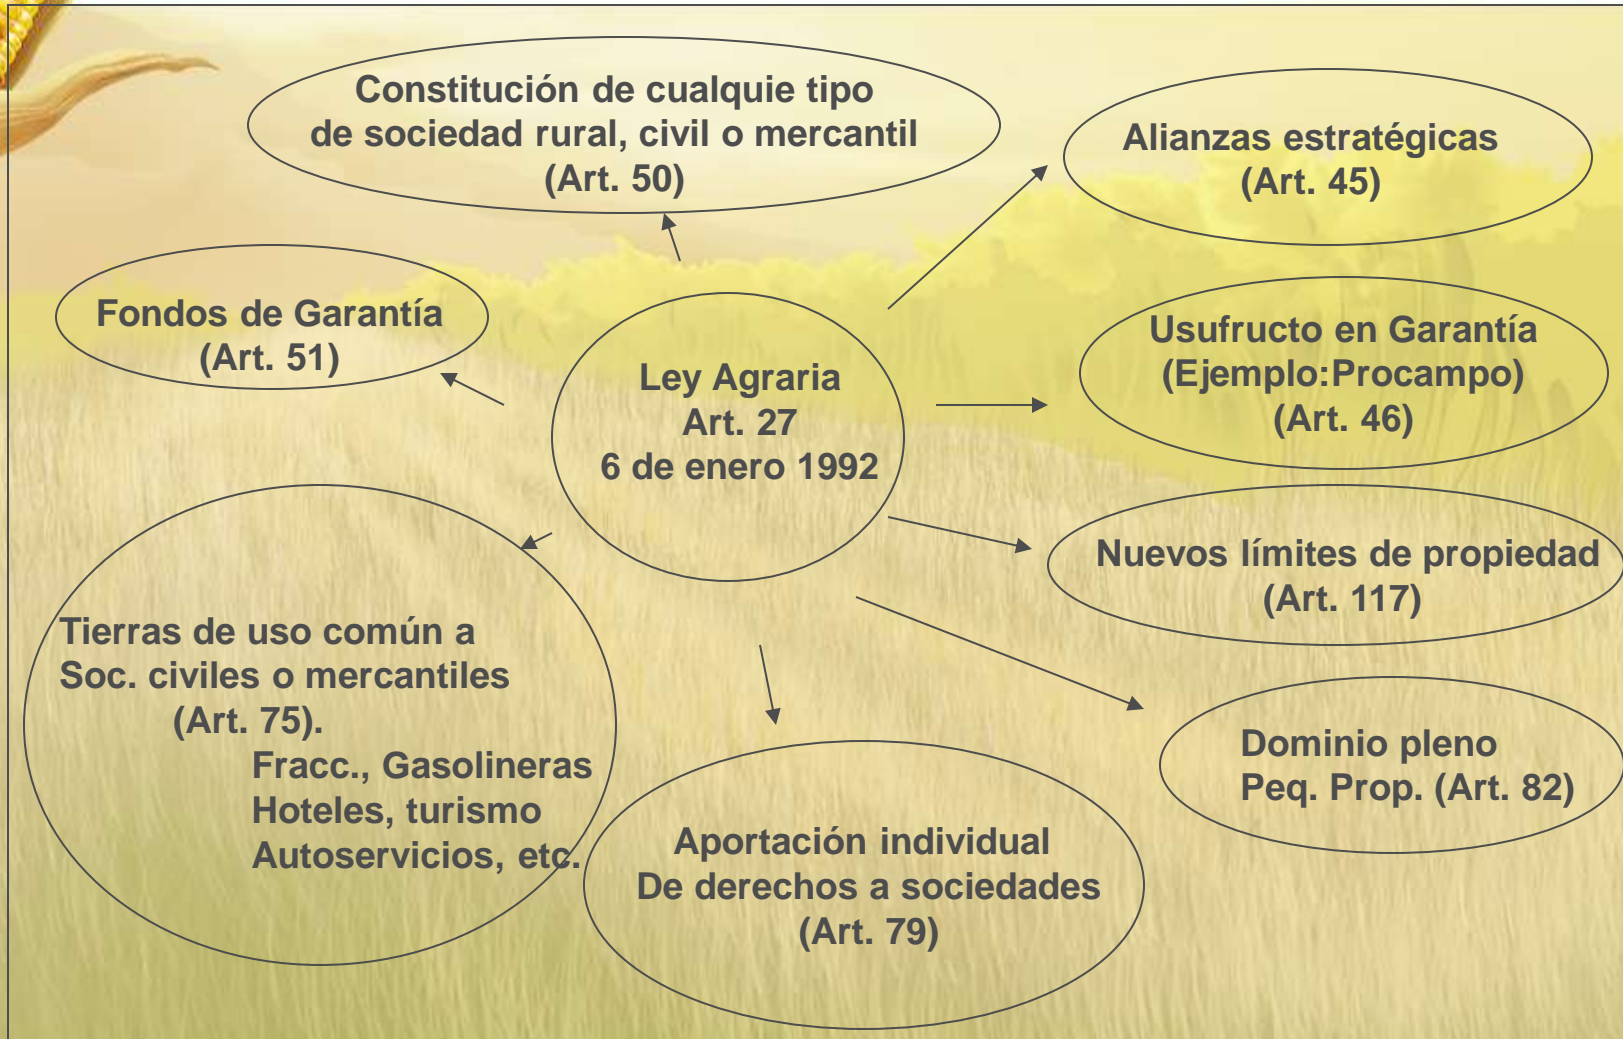 Constitución de cualquie tipo
de sociedad rural, civil o mercantil
(Art. 50)
Alianzas estratégicas
(Art. 45)
Fondos de Garantía
(Art. 51)
Ley Agraria
Art. 27
6 de enero 1992
Usufructo en Garantía
(Ejemplo:Procampo)
(Art. 46)
Nuevos límites de propiedad
(Art. 117)
Tierras de uso común a
Soc. civiles o mercantiles
(Art. 75).
Fracc., Gasolineras
Hoteles, turismo
Autoservicios, etc.
Aportación individual
De derechos a sociedades
(Art. 79)
Dominio pleno
Peq. Prop. (Art. 82)